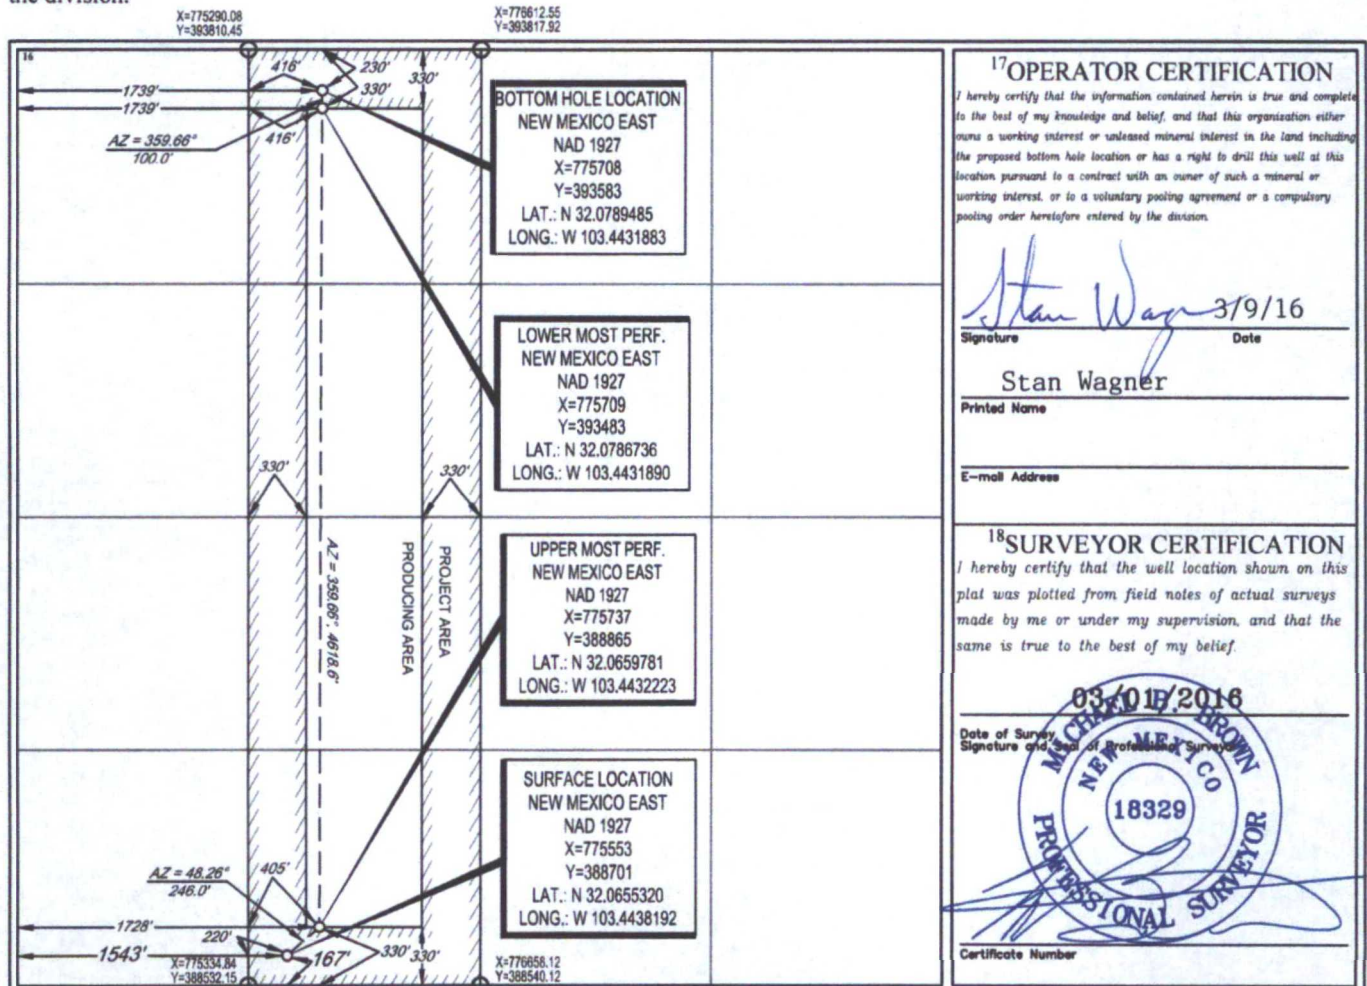 the division.
X=775290.08
Y=393810.45
X=776612.55
Y=393817.92
16
416'
230'
330'
1739'
330'
1739'
416'
AZ = 359.66°
100.0'
BOTTOM HOLE LOCATION
NEW MEXICO EAST
NAD 1927
X=775708
Y=393583
LAT.: N 32.0789485
LONG.: W 103.4431883
LOWER MOST PERF.
NEW MEXICO EAST
NAD 1927
X=775709
Y=393483
LAT.: N 32.0786736
LONG.: W 103.4431890
330'
330'
AZ = 359.66°, 4618.6'
PRODUCING AREA
PROJECT AREA
UPPER MOST PERF.
NEW MEXICO EAST
NAD 1927
X=775737
Y=388865
LAT.: N 32.0659781
LONG.: W 103.4432223
SURFACE LOCATION
NEW MEXICO EAST
NAD 1927
X=775553
Y=388701
LAT.: N 32.0655320
LONG.: W 103.4438192
AZ = 48.26°
246.0'
405'
1728'
220'
1543'
167'
330'
330'
X=775334.84
Y=388532.15
X=776658.12
Y=388540.12
17 OPERATOR CERTIFICATION
I hereby certify that the information contained herein is true and complete
to the best of my knowledge and belief, and that this organization either
owns a working interest or unleased mineral interest in the land including
the proposed bottom hole location or has a right to drill this well at this
location pursuant to a contract with an owner of such a mineral or
working interest, or to a voluntary pooling agreement or a compulsory
pooling order heretofore entered by the division.
Stan Wagner 3/9/16
Signature Date
Stan Wagner
Printed Name
E-mail Address
18 SURVEYOR CERTIFICATION
I hereby certify that the well location shown on this
plat was plotted from field notes of actual surveys
made by me or under my supervision, and that the
same is true to the best of my belief.
03/01/2016
Date of Survey
Signature and Seal of Professional Surveyor
MICHAEL B. BROWN
NEW MEXICO
18329
PROFESSIONAL SURVEYOR
Certificate Number